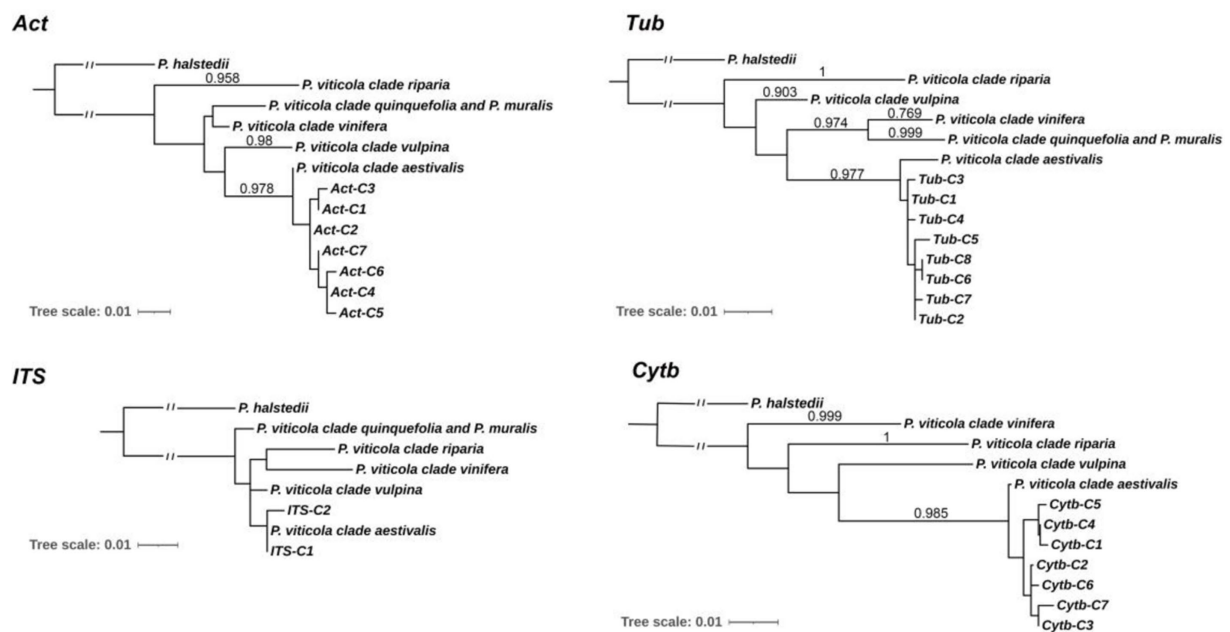 Act
P. halstedii
0.958
P. viticola clade riparia
P. viticola clade quinquefolia and P. muralis
P. viticola clade vinifera
0.98
P. viticola clade vulpina
P. viticola clade aestivalis
0.978
Act-C3
Act-C1
Act-C2
Act-C7
Act-C6
Act-C4
Act-C5
Tree scale: 0.01
Tub
P. halstedii
1
P. viticola clade riparia
0.903
P. viticola clade vulpina
0.769
P. viticola clade vinifera
0.974
0.999
P. viticola clade quinquefolia and P. muralis
P. viticola clade aestivalis
0.977
Tub-C3
Tub-C1
Tub-C4
Tub-C5
Tub-C8
Tub-C6
Tub-C7
Tub-C2
Tree scale: 0.01
ITS
P. halstedii
P. viticola clade quinquefolia and P. muralis
P. viticola clade riparia
P. viticola clade vinifera
P. viticola clade vulpina
ITS-C2
P. viticola clade aestivalis
ITS-C1
Tree scale: 0.01
Cytb
P. halstedii
0.999
P. viticola clade vinifera
1
P. viticola clade riparia
P. viticola clade vulpina
P. viticola clade aestivalis
0.985
Cytb-C5
Cytb-C4
Cytb-C1
Cytb-C2
Cytb-C6
Cytb-C7
Cytb-C3
Tree scale: 0.01